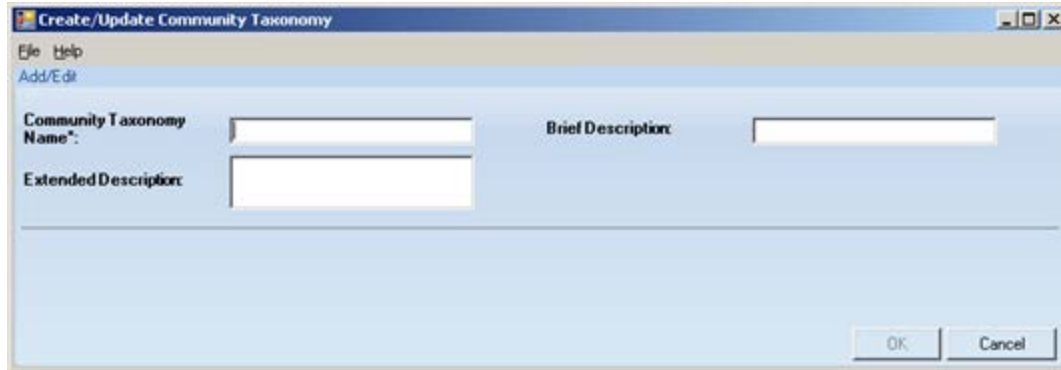 Create/Update Community Taxonomy
File Help
Add/Edit
Community Taxonomy
Name*:
Brief Description:
Extended Description:
OK Cancel